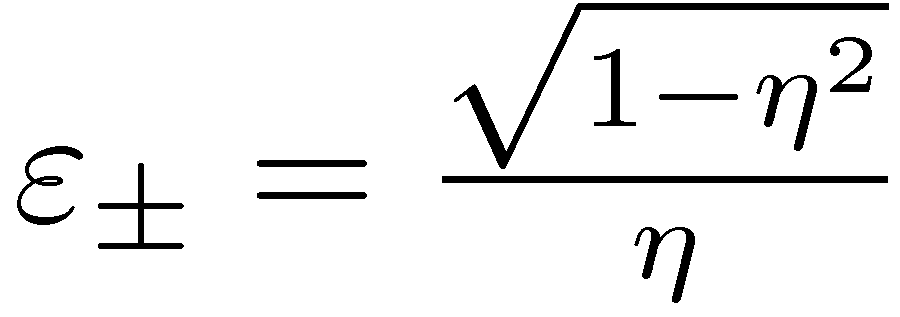 ε± = √(1−η²)/η